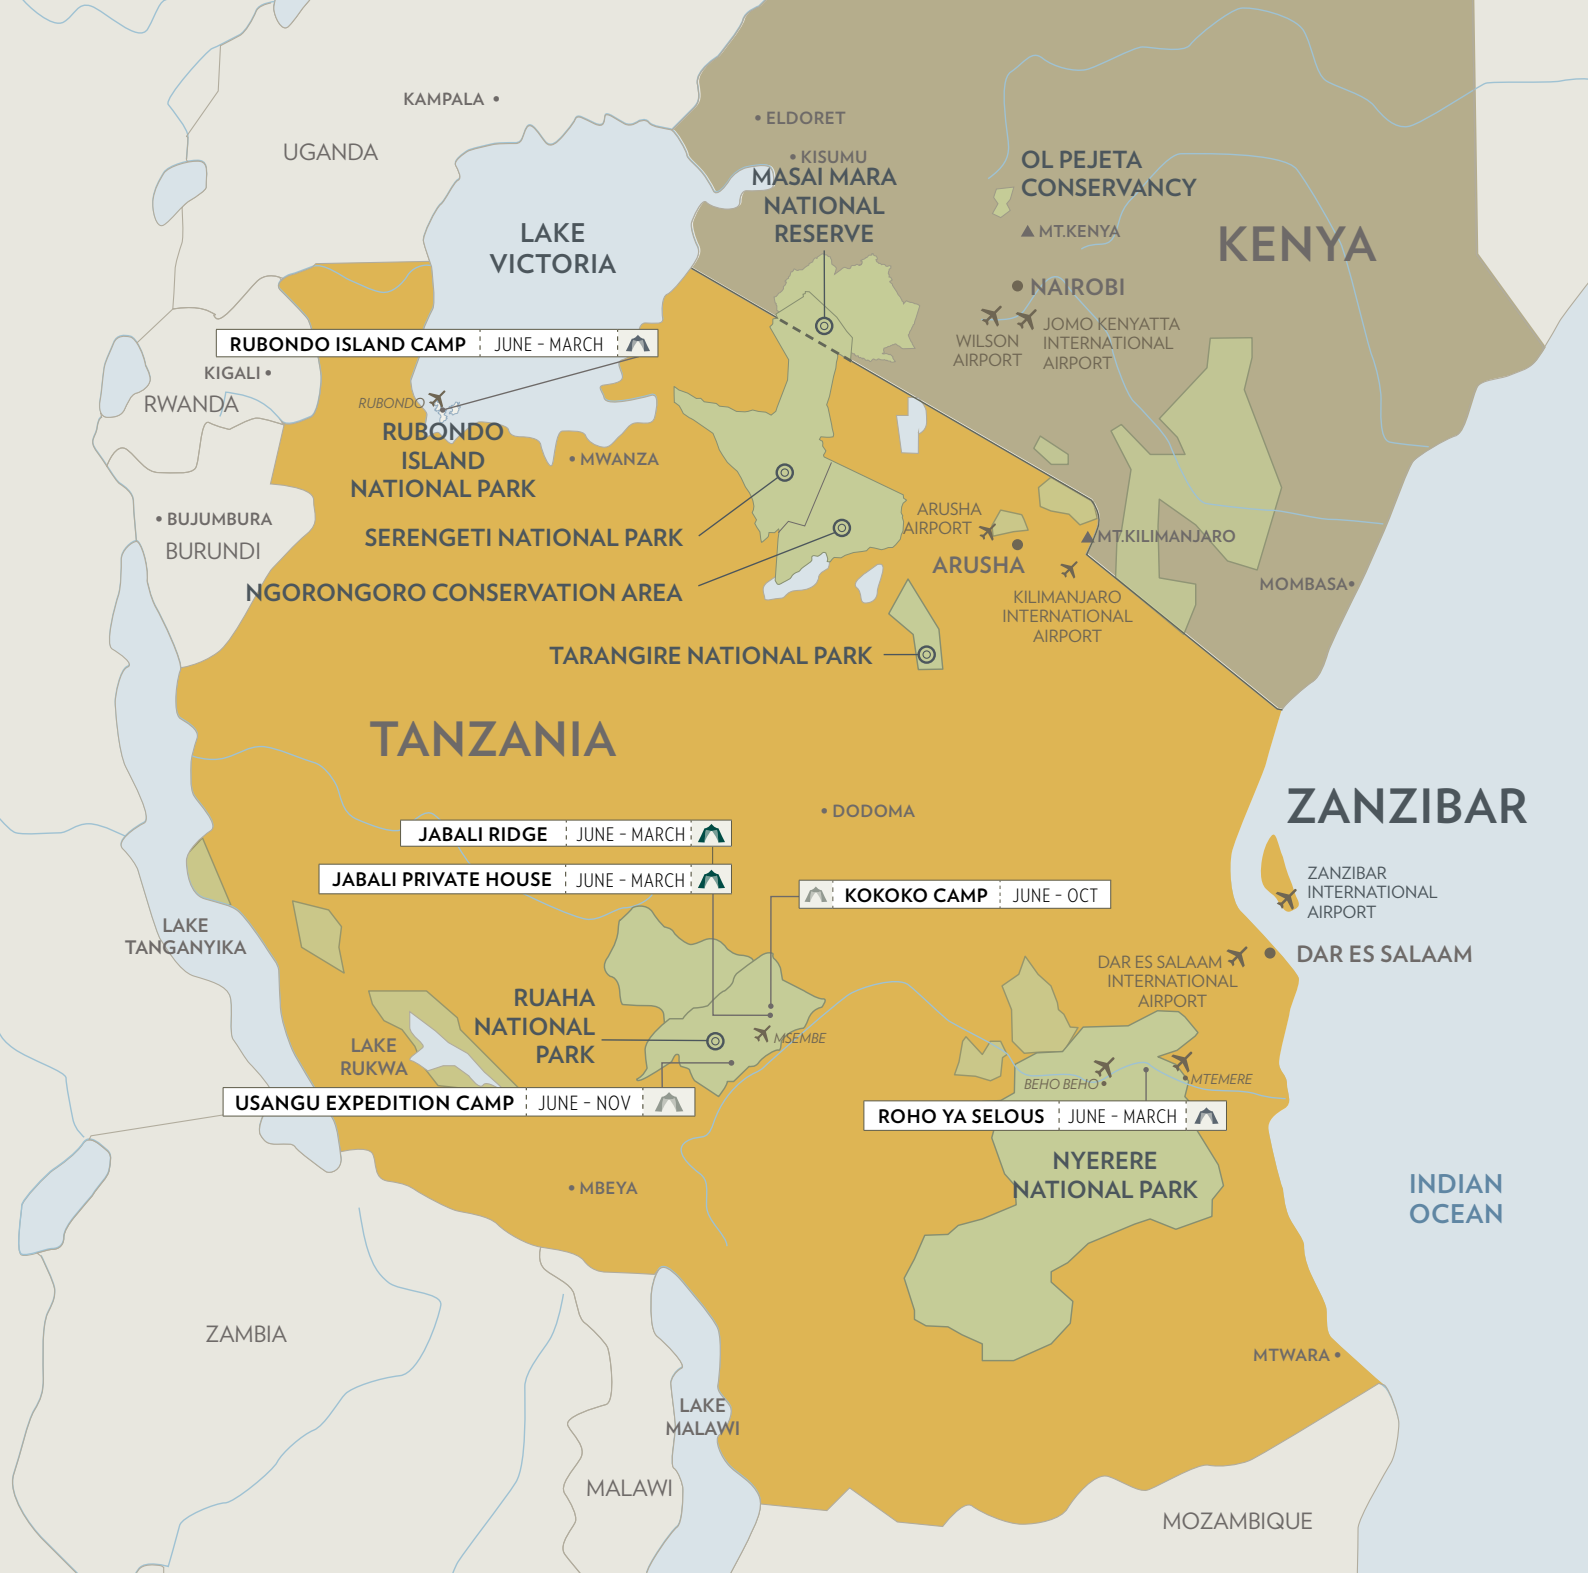 KAMPALA
UGANDA
ELDORET
KISUMU
MASAI MARA
NATIONAL
RESERVE
OL PEJETA
CONSERVANCY
MT.KENYA
KENYA
LAKE
VICTORIA
NAIROBI
WILSON
AIRPORT
JOMO KENYATTA
INTERNATIONAL
AIRPORT
RUBONDO ISLAND CAMP JUNE - MARCH
KIGALI
RWANDA
RUBONDO
RUBONDO
ISLAND
NATIONAL PARK
MWANZA
BUJUMBURA
BURUNDI
SERENGETI NATIONAL PARK
NGORONGORO CONSERVATION AREA
ARUSHA
AIRPORT
ARUSHA
MT.KILIMANJARO
KILIMANJARO
INTERNATIONAL
AIRPORT
MOMBASA
TARANGIRE NATIONAL PARK
TANZANIA
ZANZIBAR
DODOMA
JABALI RIDGE JUNE - MARCH
JABALI PRIVATE HOUSE JUNE - MARCH
KOKOKO CAMP JUNE - OCT
ZANZIBAR
INTERNATIONAL
AIRPORT
LAKE
TANGANYIKA
DAR ES SALAAM
INTERNATIONAL
AIRPORT
DAR ES SALAAM
RUAHA
NATIONAL
PARK
MSEMBE
LAKE
RUKWA
BEHO BEHO
MTEMERE
USANGU EXPEDITION CAMP JUNE - NOV
ROHO YA SELOUS JUNE - MARCH
NYERERE
NATIONAL PARK
MBEYA
INDIAN
OCEAN
ZAMBIA
MTWARA
LAKE
MALAWI
MALAWI
MOZAMBIQUE